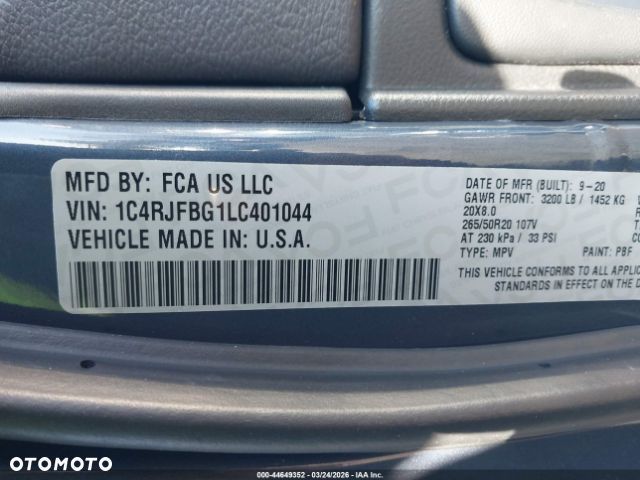 MFD BY: FCA US LLC
VIN: 1C4RJFBG1LC401044
VEHICLE MADE IN: U.S.A.
DATE OF MFR (BUILT): 9-20
GAWR FRONT: 3200 LB / 1452 KG
20X8.0
265/50R20 107V
AT 230 kPa / 33 PSI
TYPE: MPV PAINT: PBF
THIS VEHICLE CONFORMS TO ALL APPLIC
STANDARDS IN EFFECT ON THE D
OTOMOTO
000-44649352 - 03/24/2026 - IAA Inc.